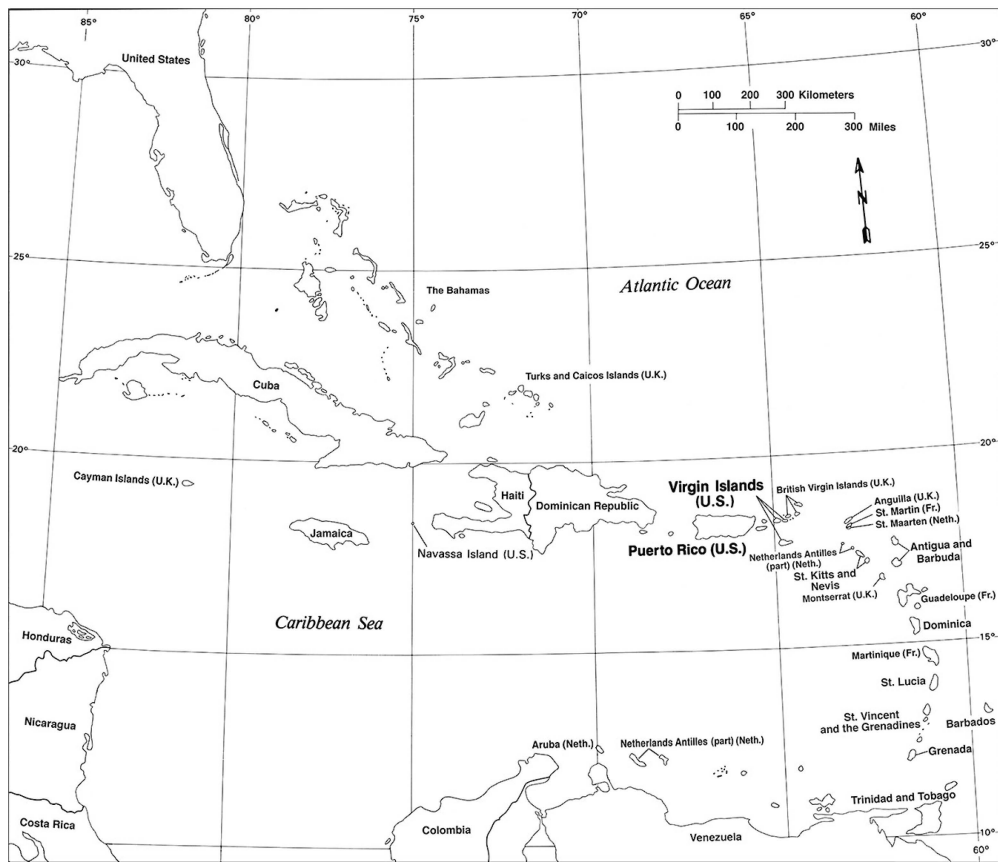 85°
80°
75°
70°
65°
60°
30°
United States
30°
0 100 200 300 Kilometers
0 100 200 300 Miles
N
25°
25°
The Bahamas
Atlantic Ocean
Turks and Caicos Islands (U.K.)
Cuba
20°
20°
Cayman Islands (U.K.)
Haiti
Dominican Republic
Virgin Islands
(U.S.)
British Virgin Islands (U.K.)
Anguilla (U.K.)
St. Martin (Fr.)
St. Maarten (Neth.)
Jamaica
Navassa Island (U.S.)
Puerto Rico (U.S.)
Netherlands Antilles
(part) (Neth.)
Antigua and
Barbuda
St. Kitts and
Nevis
Montserrat (U.K.)
Guadeloupe (Fr.)
Caribbean Sea
Dominica
Honduras
15°
Martinique (Fr.)
St. Lucia
Nicaragua
St. Vincent
and the Grenadines
Barbados
Aruba (Neth.)
Netherlands Antilles (part) (Neth.)
Grenada
Trinidad and Tobago
Costa Rica
Colombia
Venezuela
10°
60°